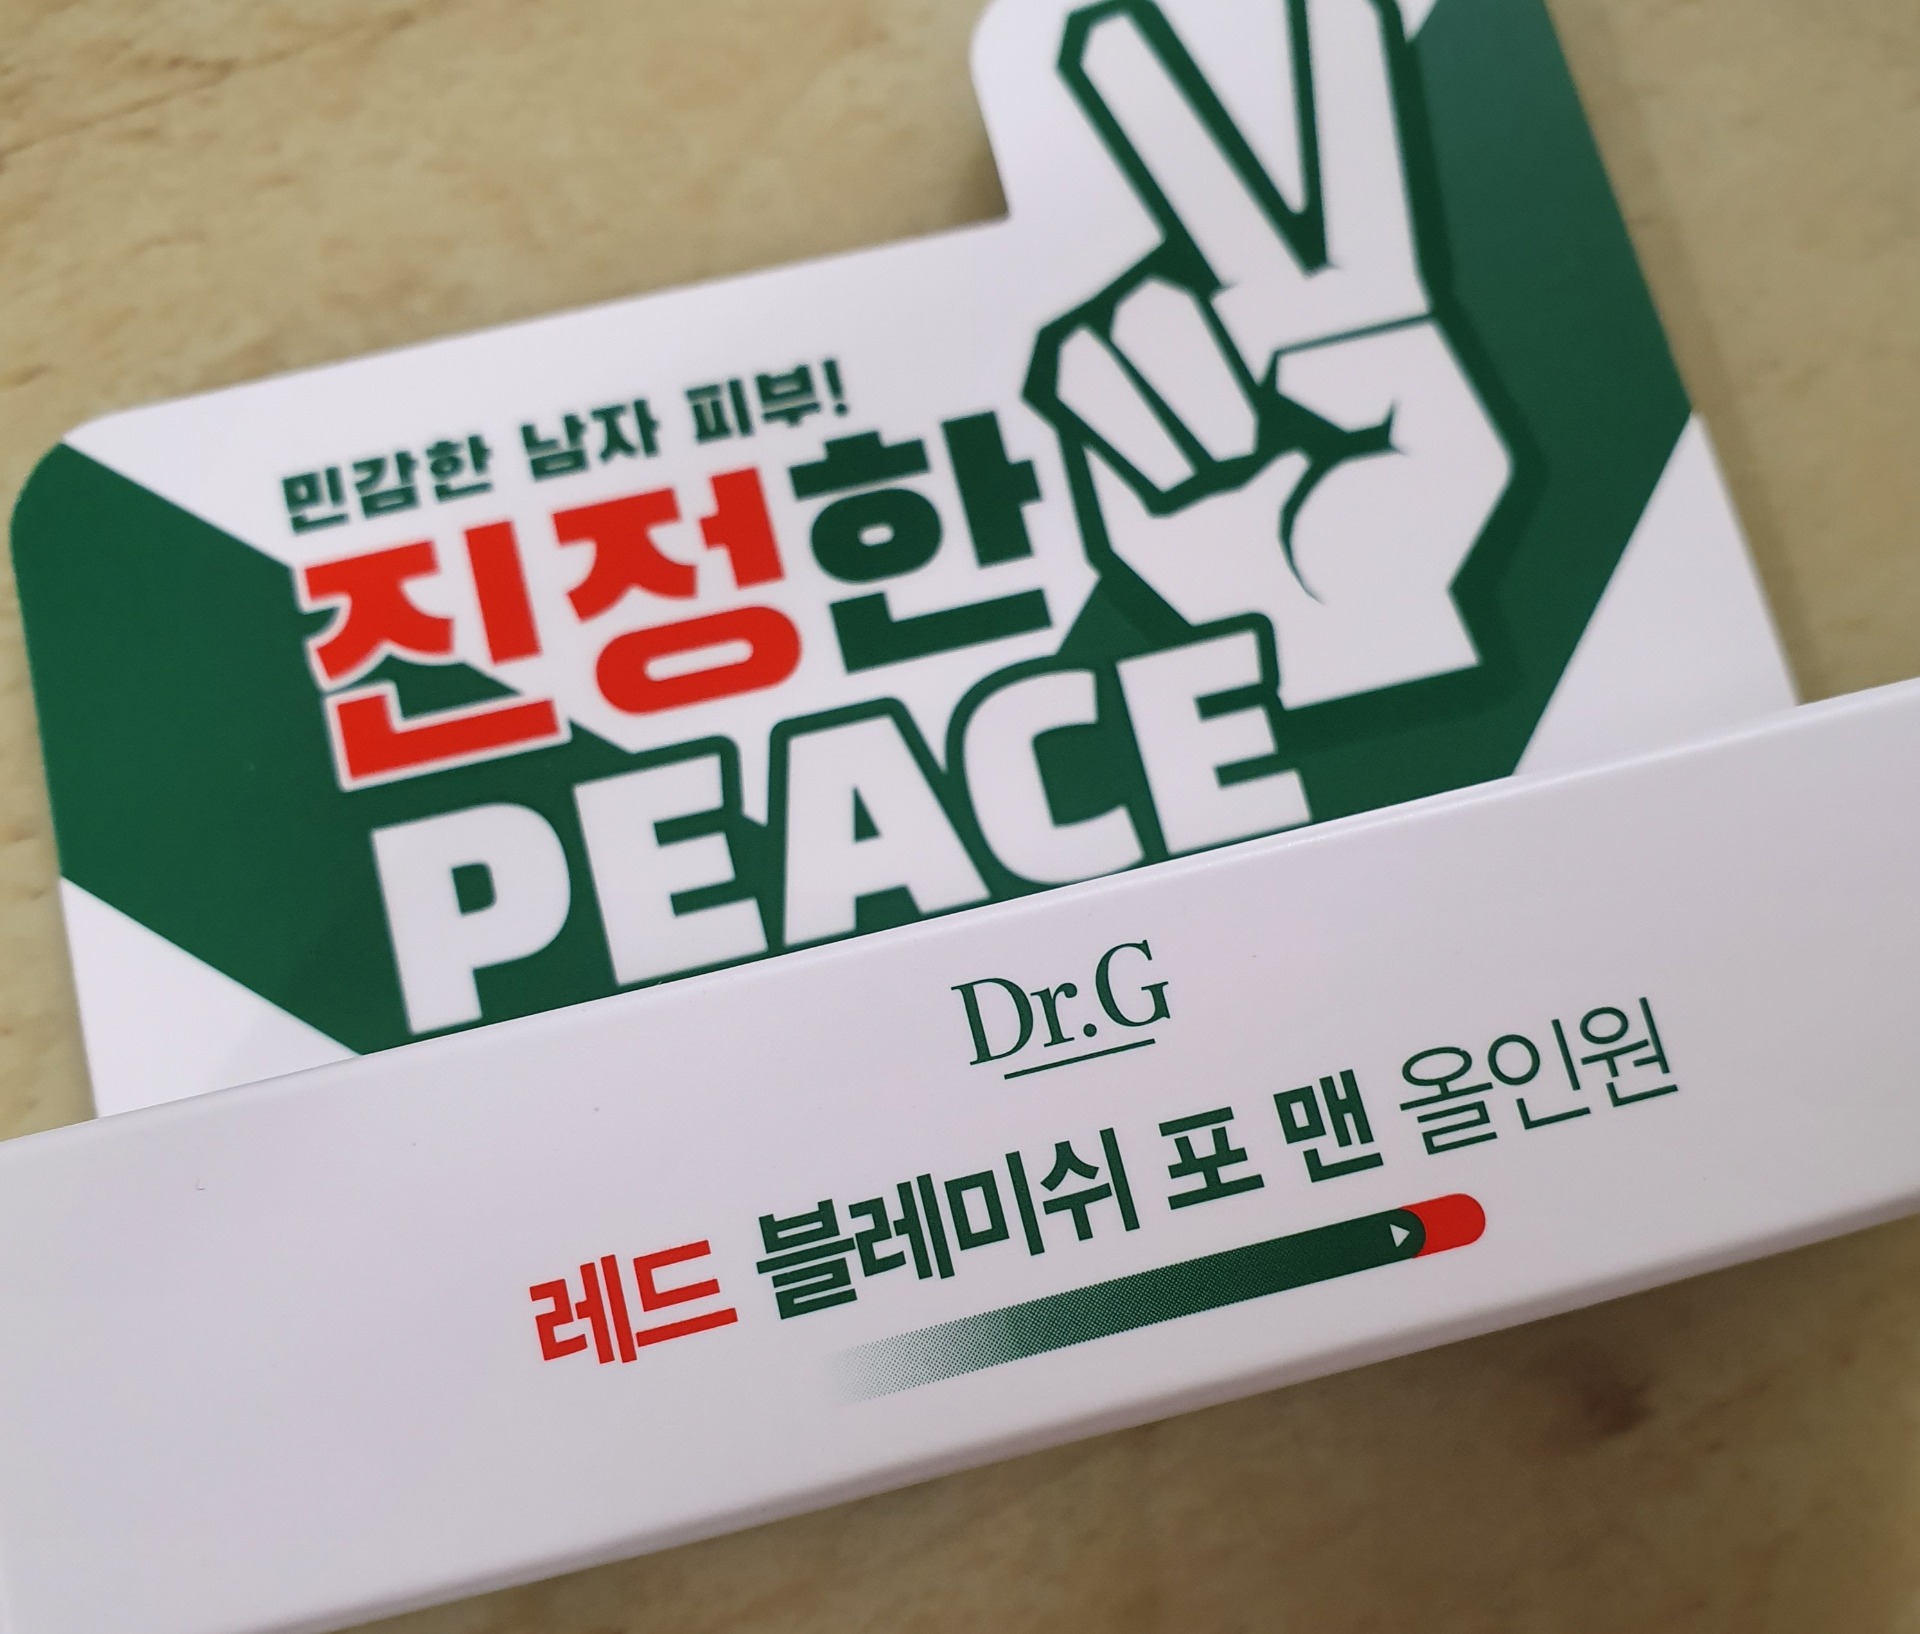 민감한 남자 피부!
진정한
PEACE
Dr.G
레드 블레미쉬 포 맨 올인원